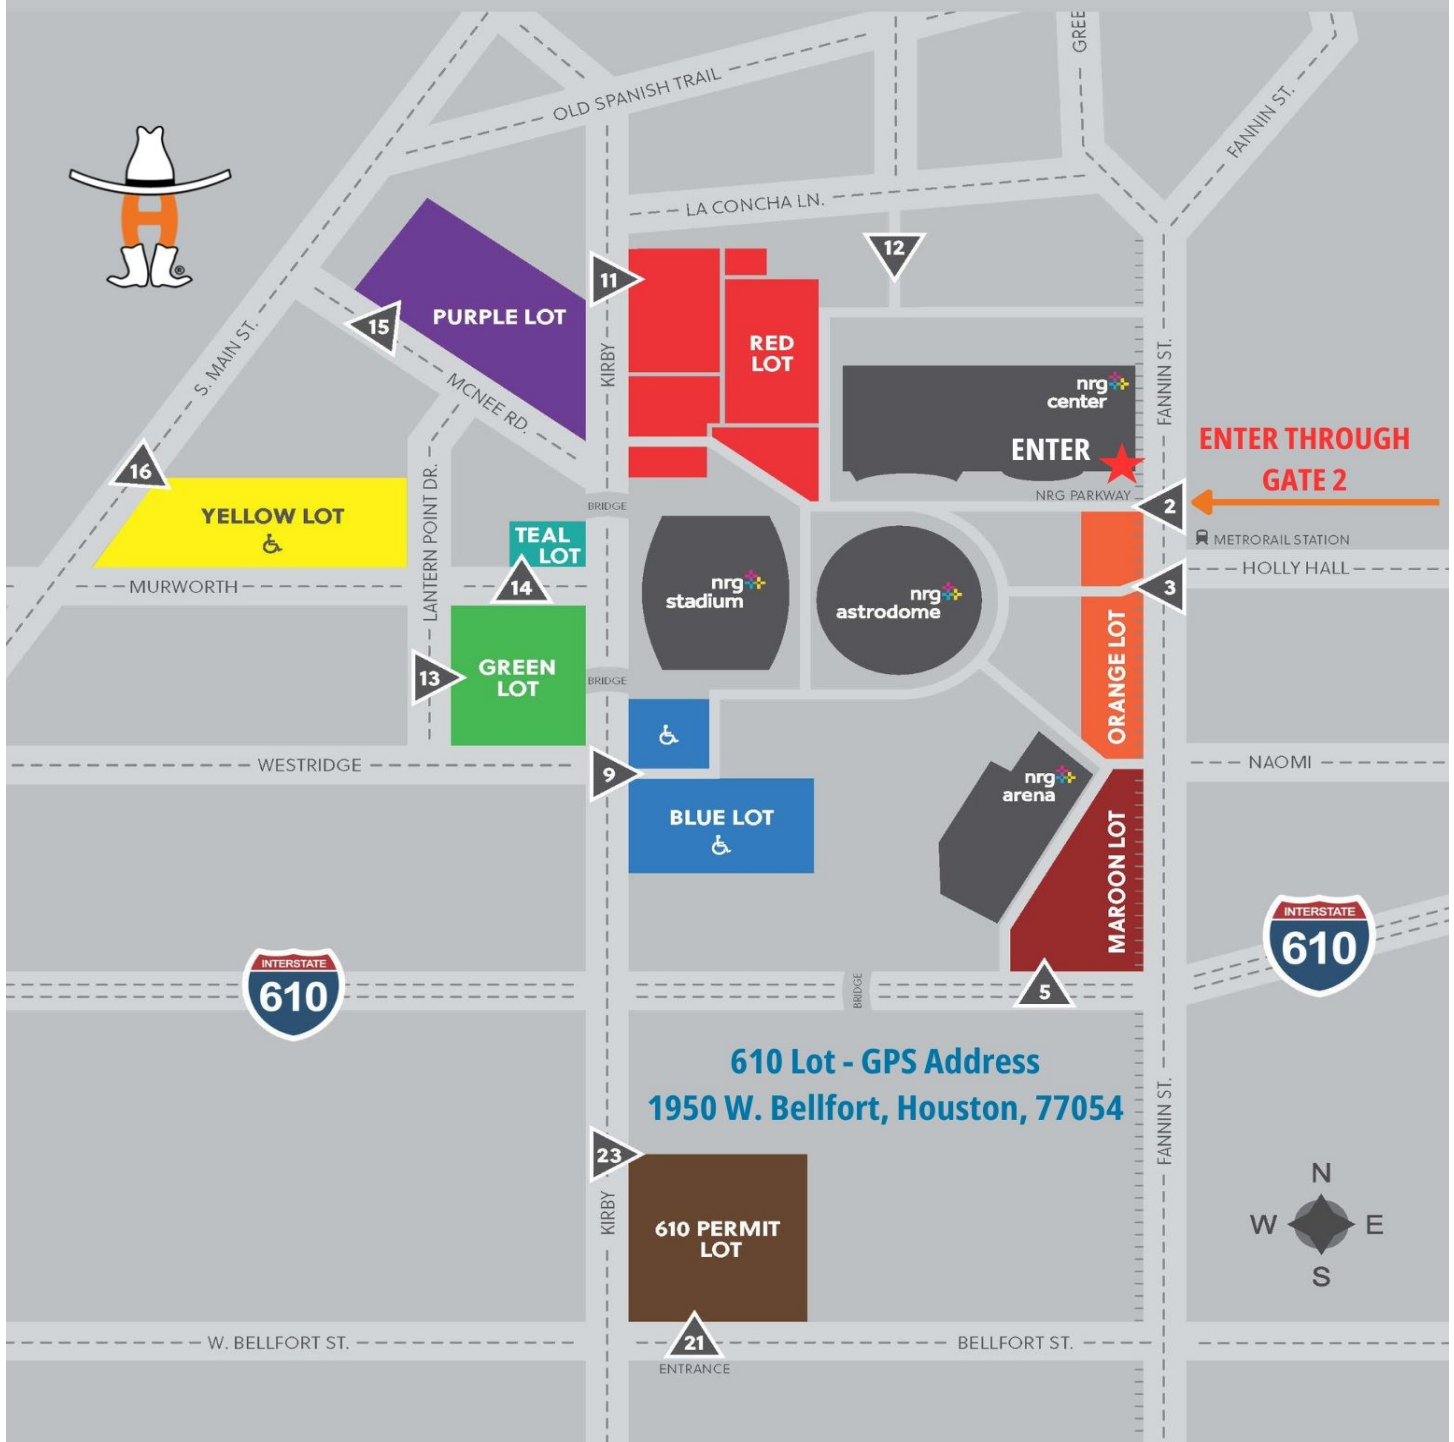 GREE
OLD SPANISH TRAIL
FANNIN ST.
LA CONCHA LN.
12
11
®
PURPLE LOT
15
S. MAIN ST.
KIRBY
RED
LOT
FANNIN ST.
nrg
center
MCNEE RD.
ENTER THROUGH
GATE 2
ENTER
16
NRG PARKWAY
2
BRIDGE
YELLOW LOT
LANTERN POINT DR.
TEAL
LOT
METRORAIL STATION
HOLLY HALL
MURWORTH
14
nrg
stadium
nrg
astrodome
3
13
GREEN
LOT
BRIDGE
ORANGE LOT
WESTRIDGE
9
NAOMI
nrg
arena
BLUE LOT
MAROON LOT
INTERSTATE
610
INTERSTATE
610
BRIDGE
5
610 Lot - GPS Address
1950 W. Bellfort, Houston, 77054
FANNIN ST.
23
KIRBY
610 PERMIT
LOT
N
W
E
S
W. BELLFORT ST.
21
BELLFORT ST.
ENTRANCE